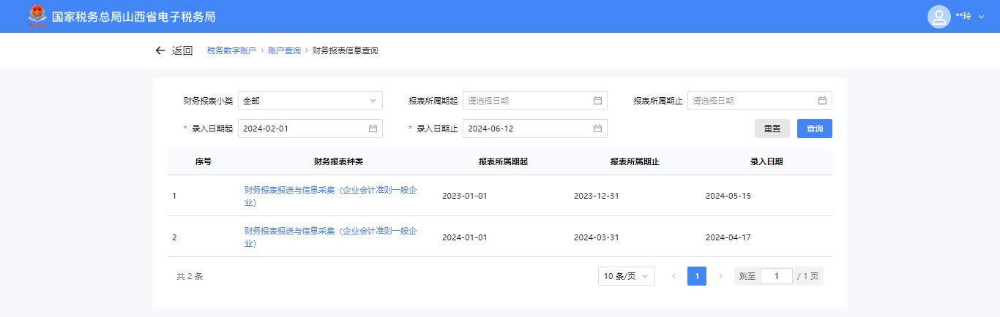 国家税务总局山西省电子税务局
**玲
返回 税务数字账户 > 账户查询 > 财务报表信息查询
财务报表小类 全部 报表所属期起 请选择日期 报表所属期止 请选择日期
* 录入日期起 2024-02-01 * 录入日期止 2024-06-12 重置 查询
序号 财务报表种类 报表所属期起 报表所属期止 录入日期
1 财务报表报送与信息采集（企业会计准则一般企
业） 2023-01-01 2023-12-31 2024-05-15
2 财务报表报送与信息采集（企业会计准则一般企
业） 2024-01-01 2024-03-31 2024-04-17
共 2 条 10 条/页 < 1 > 跳至 1 / 1 页